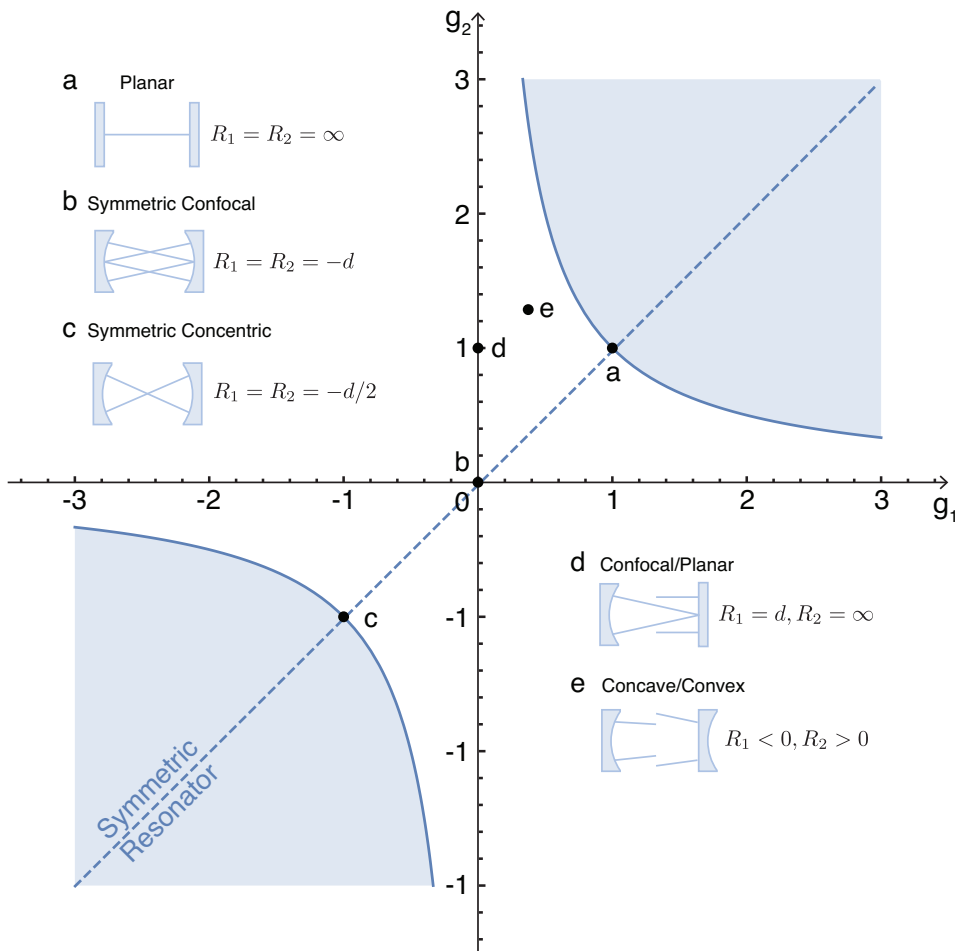 g₂
3
2
1
a Planar
R₁ = R₂ = ∞
b Symmetric Confocal
R₁ = R₂ = −d
c Symmetric Concentric
R₁ = R₂ = −d/2
e
d
a
b
-3 -2 -1 0 1 2 3
g₁
c
-1
-1
-1
Symmetric
Resonator
d Confocal/Planar
R₁ = d, R₂ = ∞
e Concave/Convex
R₁ < 0, R₂ > 0